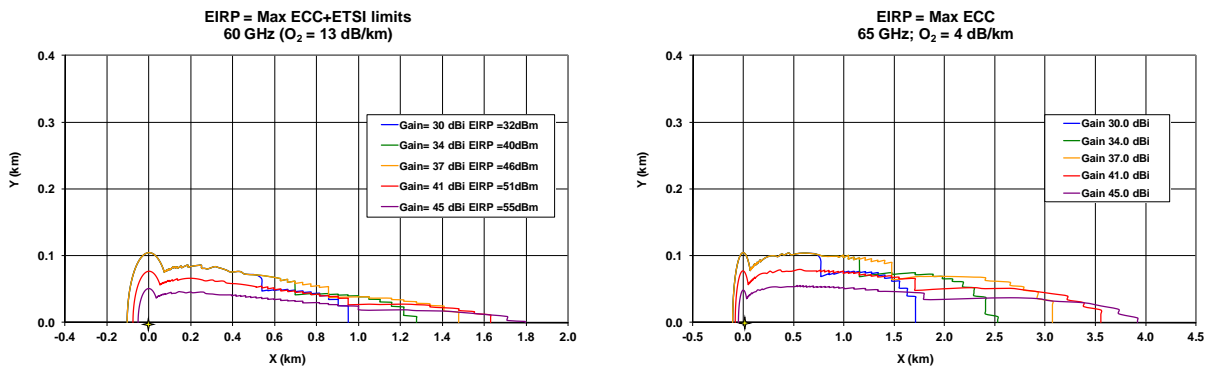 EIRP = Max ECC+ETSI limits
60 GHz (O2 = 13 dB/km)
0.4
0.3
0.2
0.1
0.0
Y (km)
-0.4 -0.2 0.0 0.2 0.4 0.6 0.8 1.0 1.2 1.4 1.6 1.8 2.0
X (km)
Gain= 30 dBi EIRP =32dBm
Gain= 34 dBi EIRP =40dBm
Gain= 37 dBi EIRP =46dBm
Gain= 41 dBi EIRP =51dBm
Gain= 45 dBi EIRP =55dBm
EIRP = Max ECC
65 GHz; O2 = 4 dB/km
0.4
0.3
0.2
0.1
0.0
Y (km)
-0.5 0.0 0.5 1.0 1.5 2.0 2.5 3.0 3.5 4.0 4.5
X (km)
Gain 30.0 dBi
Gain 34.0 dBi
Gain 37.0 dBi
Gain 41.0 dBi
Gain 45.0 dBi